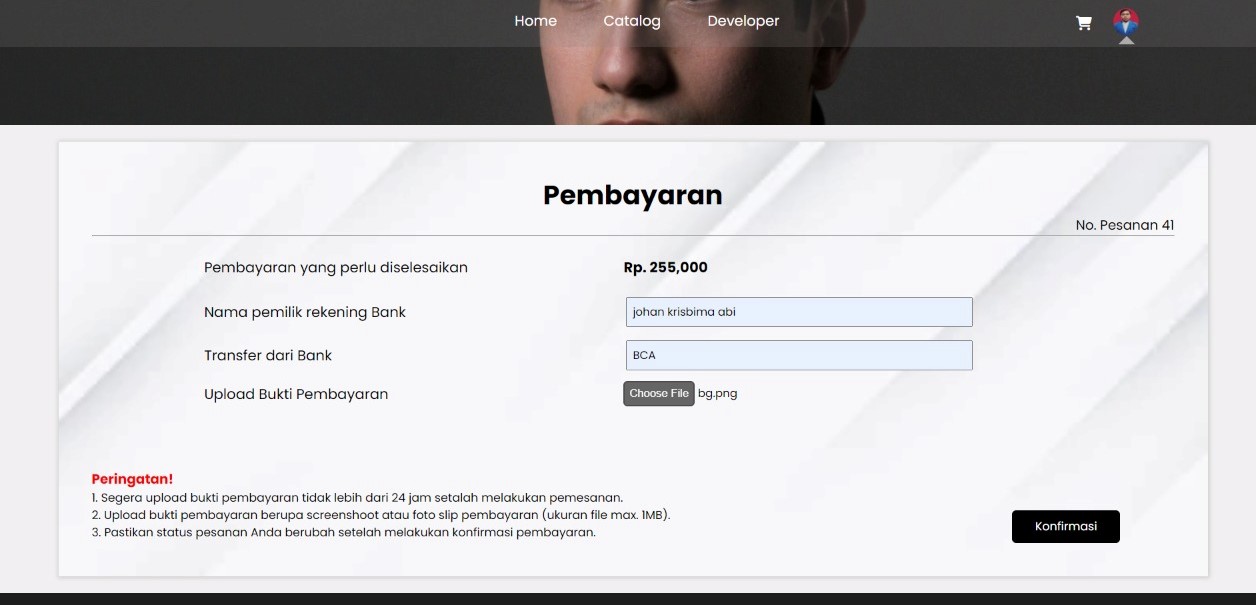 Home Catalog Developer
Pembayaran
No. Pesanan 41
Pembayaran yang perlu diselesaikan Rp. 255,000
Nama pemilik rekening Bank johan krisbima abi
Transfer dari Bank BCA
Upload Bukti Pembayaran Choose File bg.png
Peringatan!
1. Segera upload bukti pembayaran tidak lebih dari 24 jam setalah melakukan pemesanan.
2. Upload bukti pembayaran berupa screenshoot atau foto slip pembayaran (ukuran file max. 1MB).
3. Pastikan status pesanan Anda berubah setelah melakukan konfirmasi pembayaran.
Konfirmasi